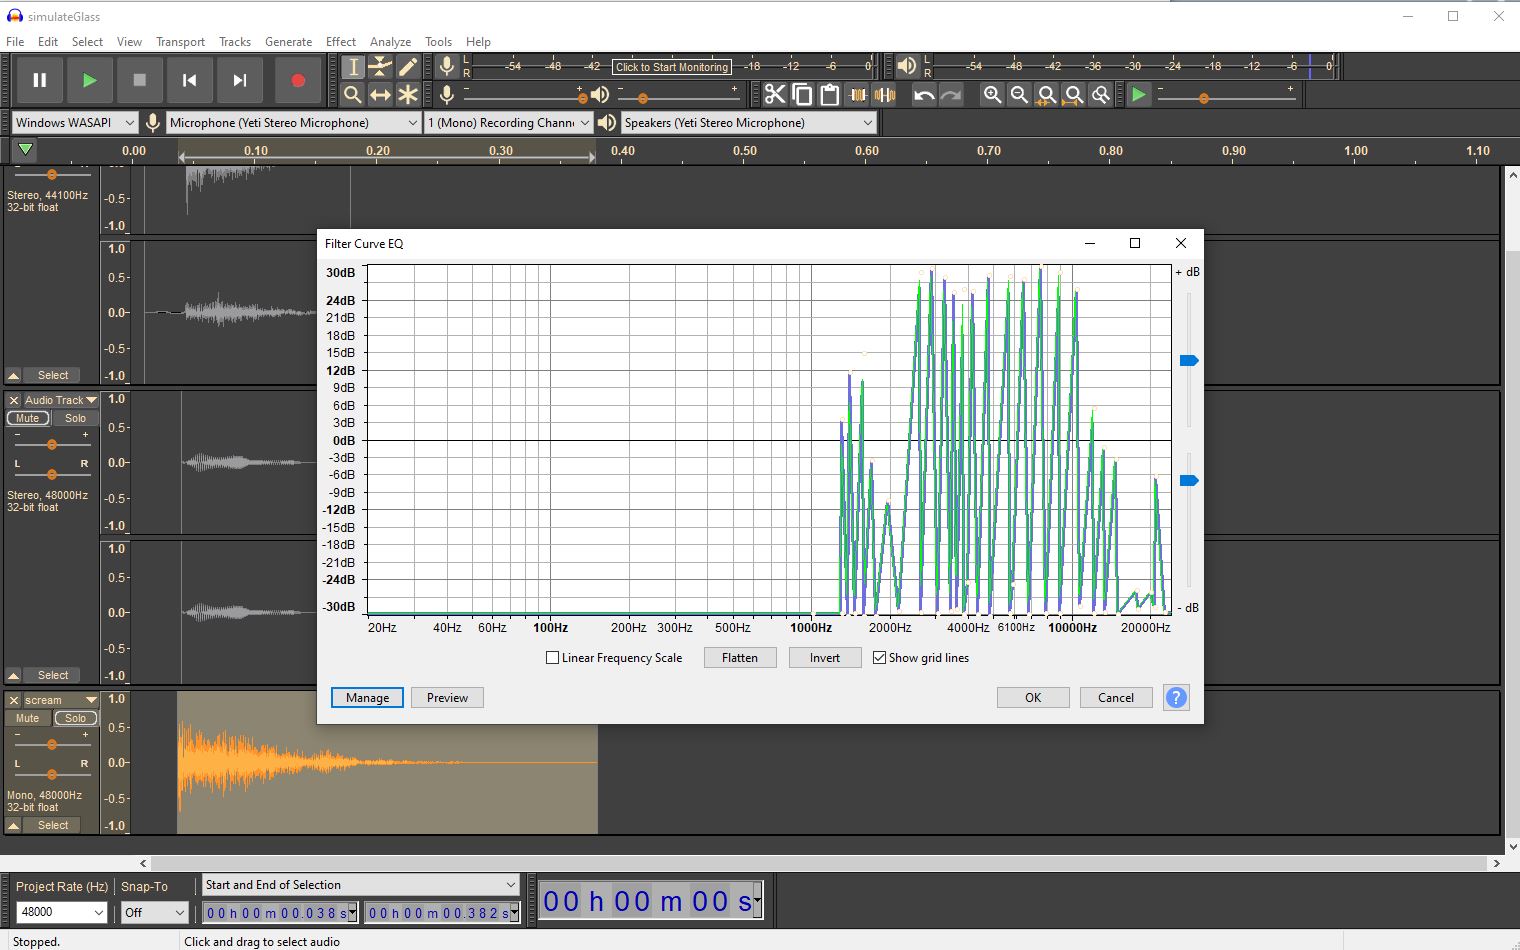 simulateGlass
File Edit Select View Transport Tracks Generate Effect Analyze Tools Help
L R -54 -48 -42 Click to Start Monitoring -12 -6 0 L R -54 -48 -42 -36 -30 -24 -18 -12 -6 0
- + - + - +
Windows WASAPI Microphone (Yeti Stereo Microphone) 1 (Mono) Recording Chann Speakers (Yeti Stereo Microphone)
0.00 0.10 0.20 0.30 0.40 0.50 0.60 0.70 0.80 0.90 1.00 1.10
Stereo, 44100Hz
32-bit float
-0.5-
-1.0
1.0
0.5-
0.0-
-0.5-
-1.0
Select
Audio Track
Mute Solo
- +
L R
Stereo, 48000Hz
32-bit float
1.0
0.5-
0.0-
-0.5-
-1.0
1.0
0.5-
0.0-
-0.5-
-1.0
Select
scream
Mute Solo
- +
L R
Mono, 48000Hz
32-bit float
Select
1.0
0.5-
0.0-
-0.5-
-1.0
Filter Curve EQ
30dB
24dB
21dB
18dB
15dB
12dB
9dB
6dB
3dB
0dB
-3dB
-6dB
-9dB
-12dB
-15dB
-18dB
-21dB
-24dB
-30dB
+ dB
- dB
20Hz 40Hz 60Hz 100Hz 200Hz 300Hz 500Hz 1000Hz 2000Hz 4000Hz 6100Hz 10000Hz 20000Hz
Linear Frequency Scale Flatten Invert Show grid lines
Manage Preview OK Cancel ?
Project Rate (Hz) Snap-To Start and End of Selection
48000 Off 00 h 00 m 00.038 s 00 h 00 m 00.382 s 00 h 00 m 00 s
Stopped. Click and drag to select audio